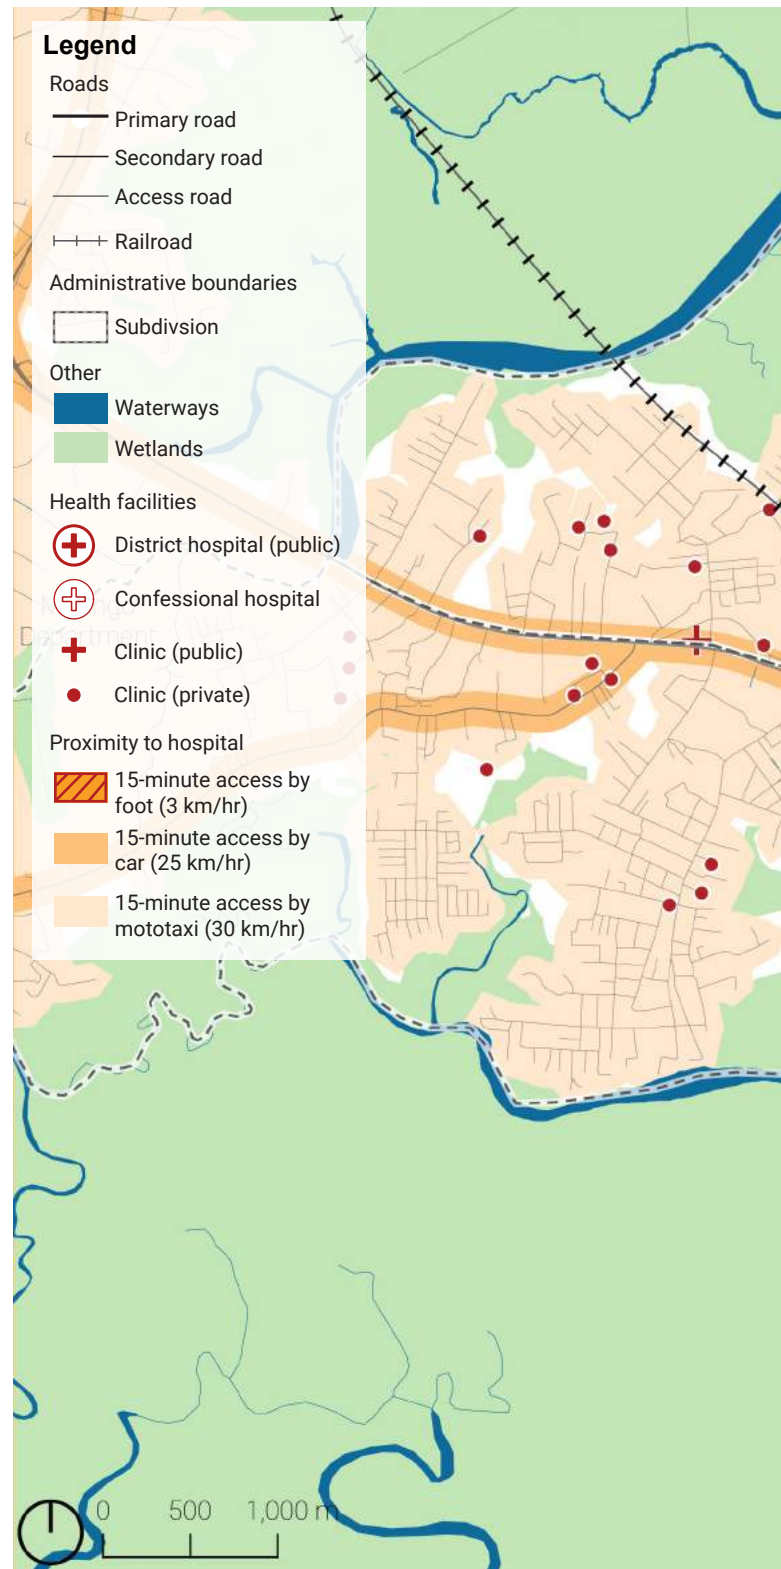 Legend
Roads
Primary road
Secondary road
Access road
Railroad
Administrative boundaries
Subdivsion
Other
Waterways
Wetlands
Health facilities
District hospital (public)
Confessional hospital
Clinic (public)
Clinic (private)
Proximity to hospital
15-minute access by
foot (3 km/hr)
15-minute access by
car (25 km/hr)
15-minute access by
mototaxi (30 km/hr)
0 500 1,000 m